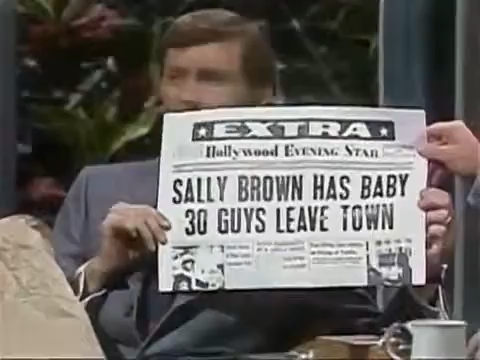 ★ EXTRA ★
Hollywood EVENING STAR
SALLY BROWN HAS BABY
30 GUYS LEAVE TOWN